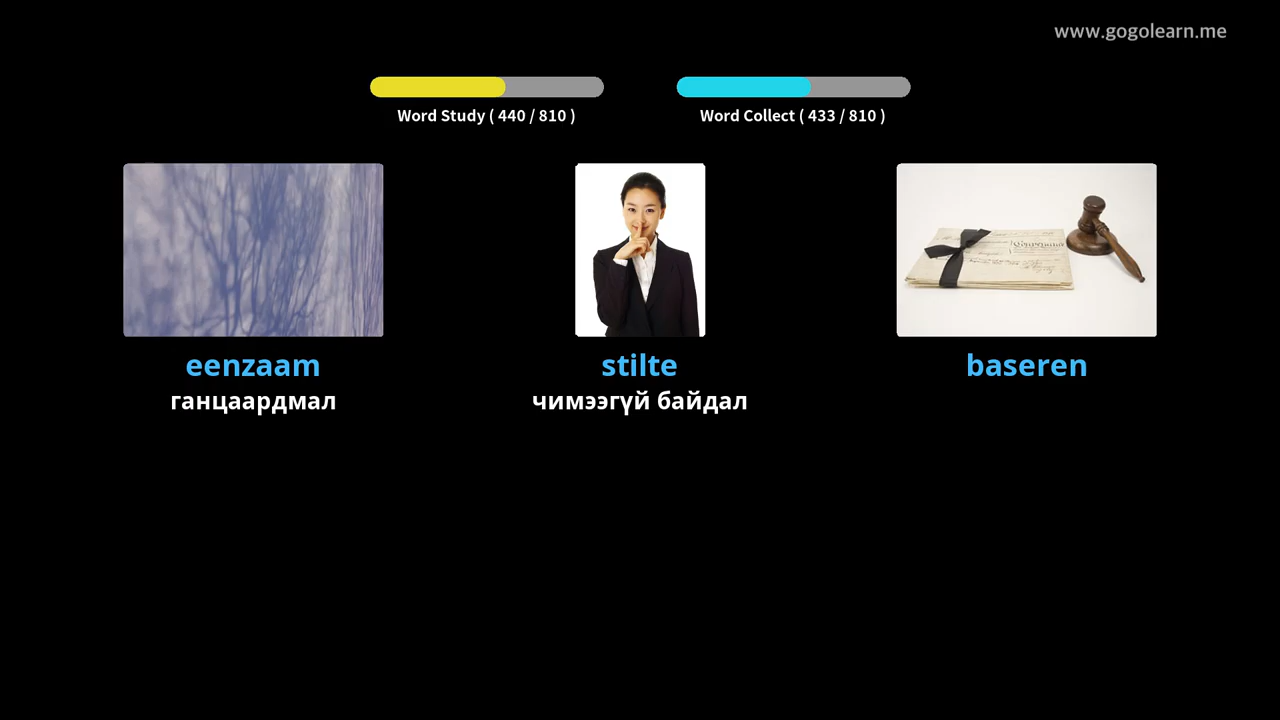 www.gogolearn.me
Word Study ( 440 / 810 )
Word Collect ( 433 / 810 )
eenzaam
ганцаардмал
stilte
чимээгүй байдал
baseren